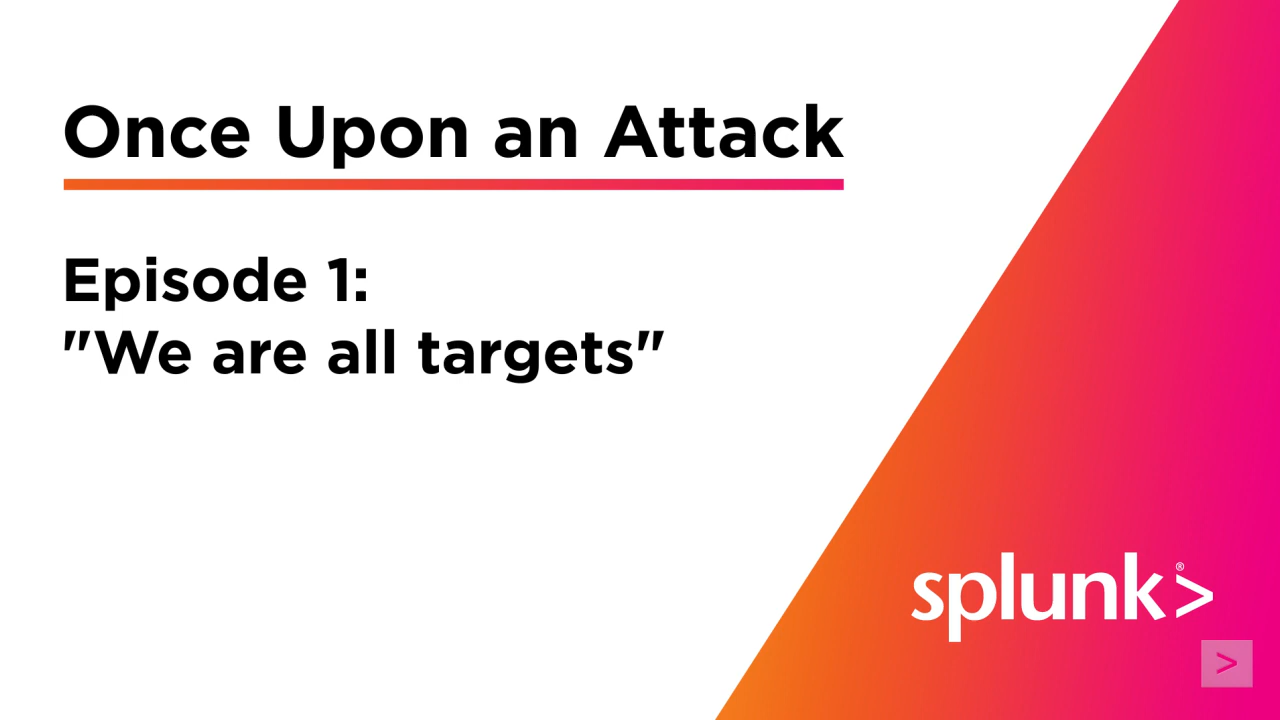 Once Upon an Attack
Episode 1:
"We are all targets"
splunk>®
>